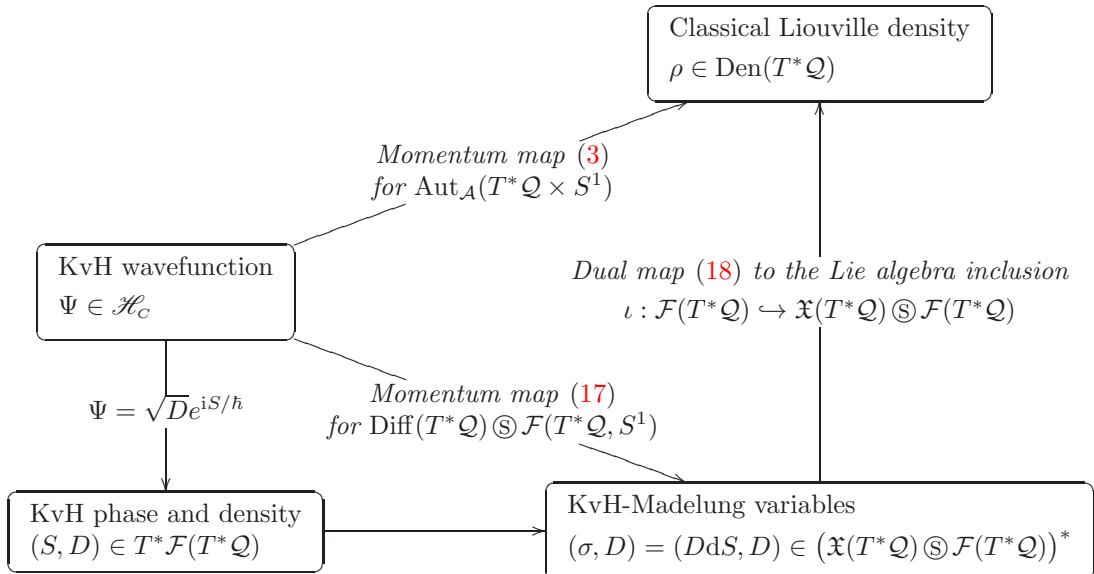 Classical Liouville density
ρ ∈ Den(T*𝒬)
Momentum map (3)
for Aut_𝒜(T*𝒬 × S¹)
KvH wavefunction
Ψ ∈ ℋ_C
Dual map (18) to the Lie algebra inclusion
ι : ℱ(T*𝒬) ↪ 𝔛(T*𝒬) Ⓢ ℱ(T*𝒬)
Momentum map (17)
for Diff(T*𝒬) Ⓢ ℱ(T*𝒬, S¹)
Ψ = √D e^{iS/ℏ}
KvH phase and density
(S, D) ∈ T*ℱ(T*𝒬)
KvH-Madelung variables
(σ, D) = (DdS, D) ∈ (𝔛(T*𝒬) Ⓢ ℱ(T*𝒬))*